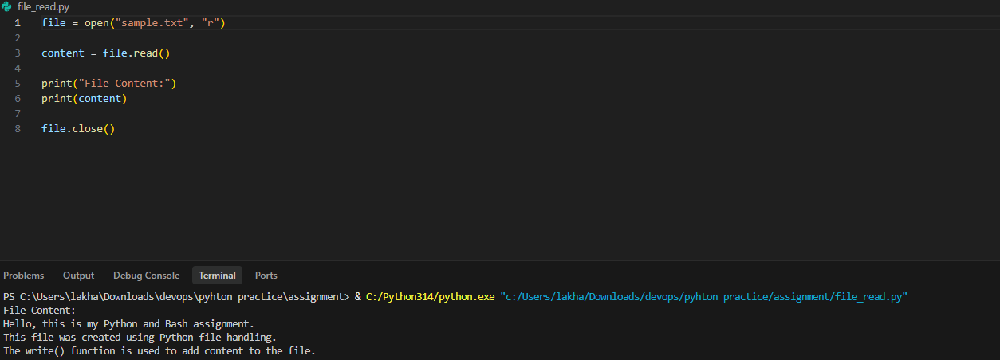 file_read.py
1 file = open("sample.txt", "r")
2
3 content = file.read()
4
5 print("File Content:")
6 print(content)
7
8 file.close()
Problems Output Debug Console Terminal Ports
PS C:\Users\lakha\Downloads\devops\pyhton practice\assignment> & C:/Python314/python.exe "c:/Users/lakha/Downloads/devops/pyhton practice/assignment/file_read.py"
File Content:
Hello, this is my Python and Bash assignment.
This file was created using Python file handling.
The write() function is used to add content to the file.